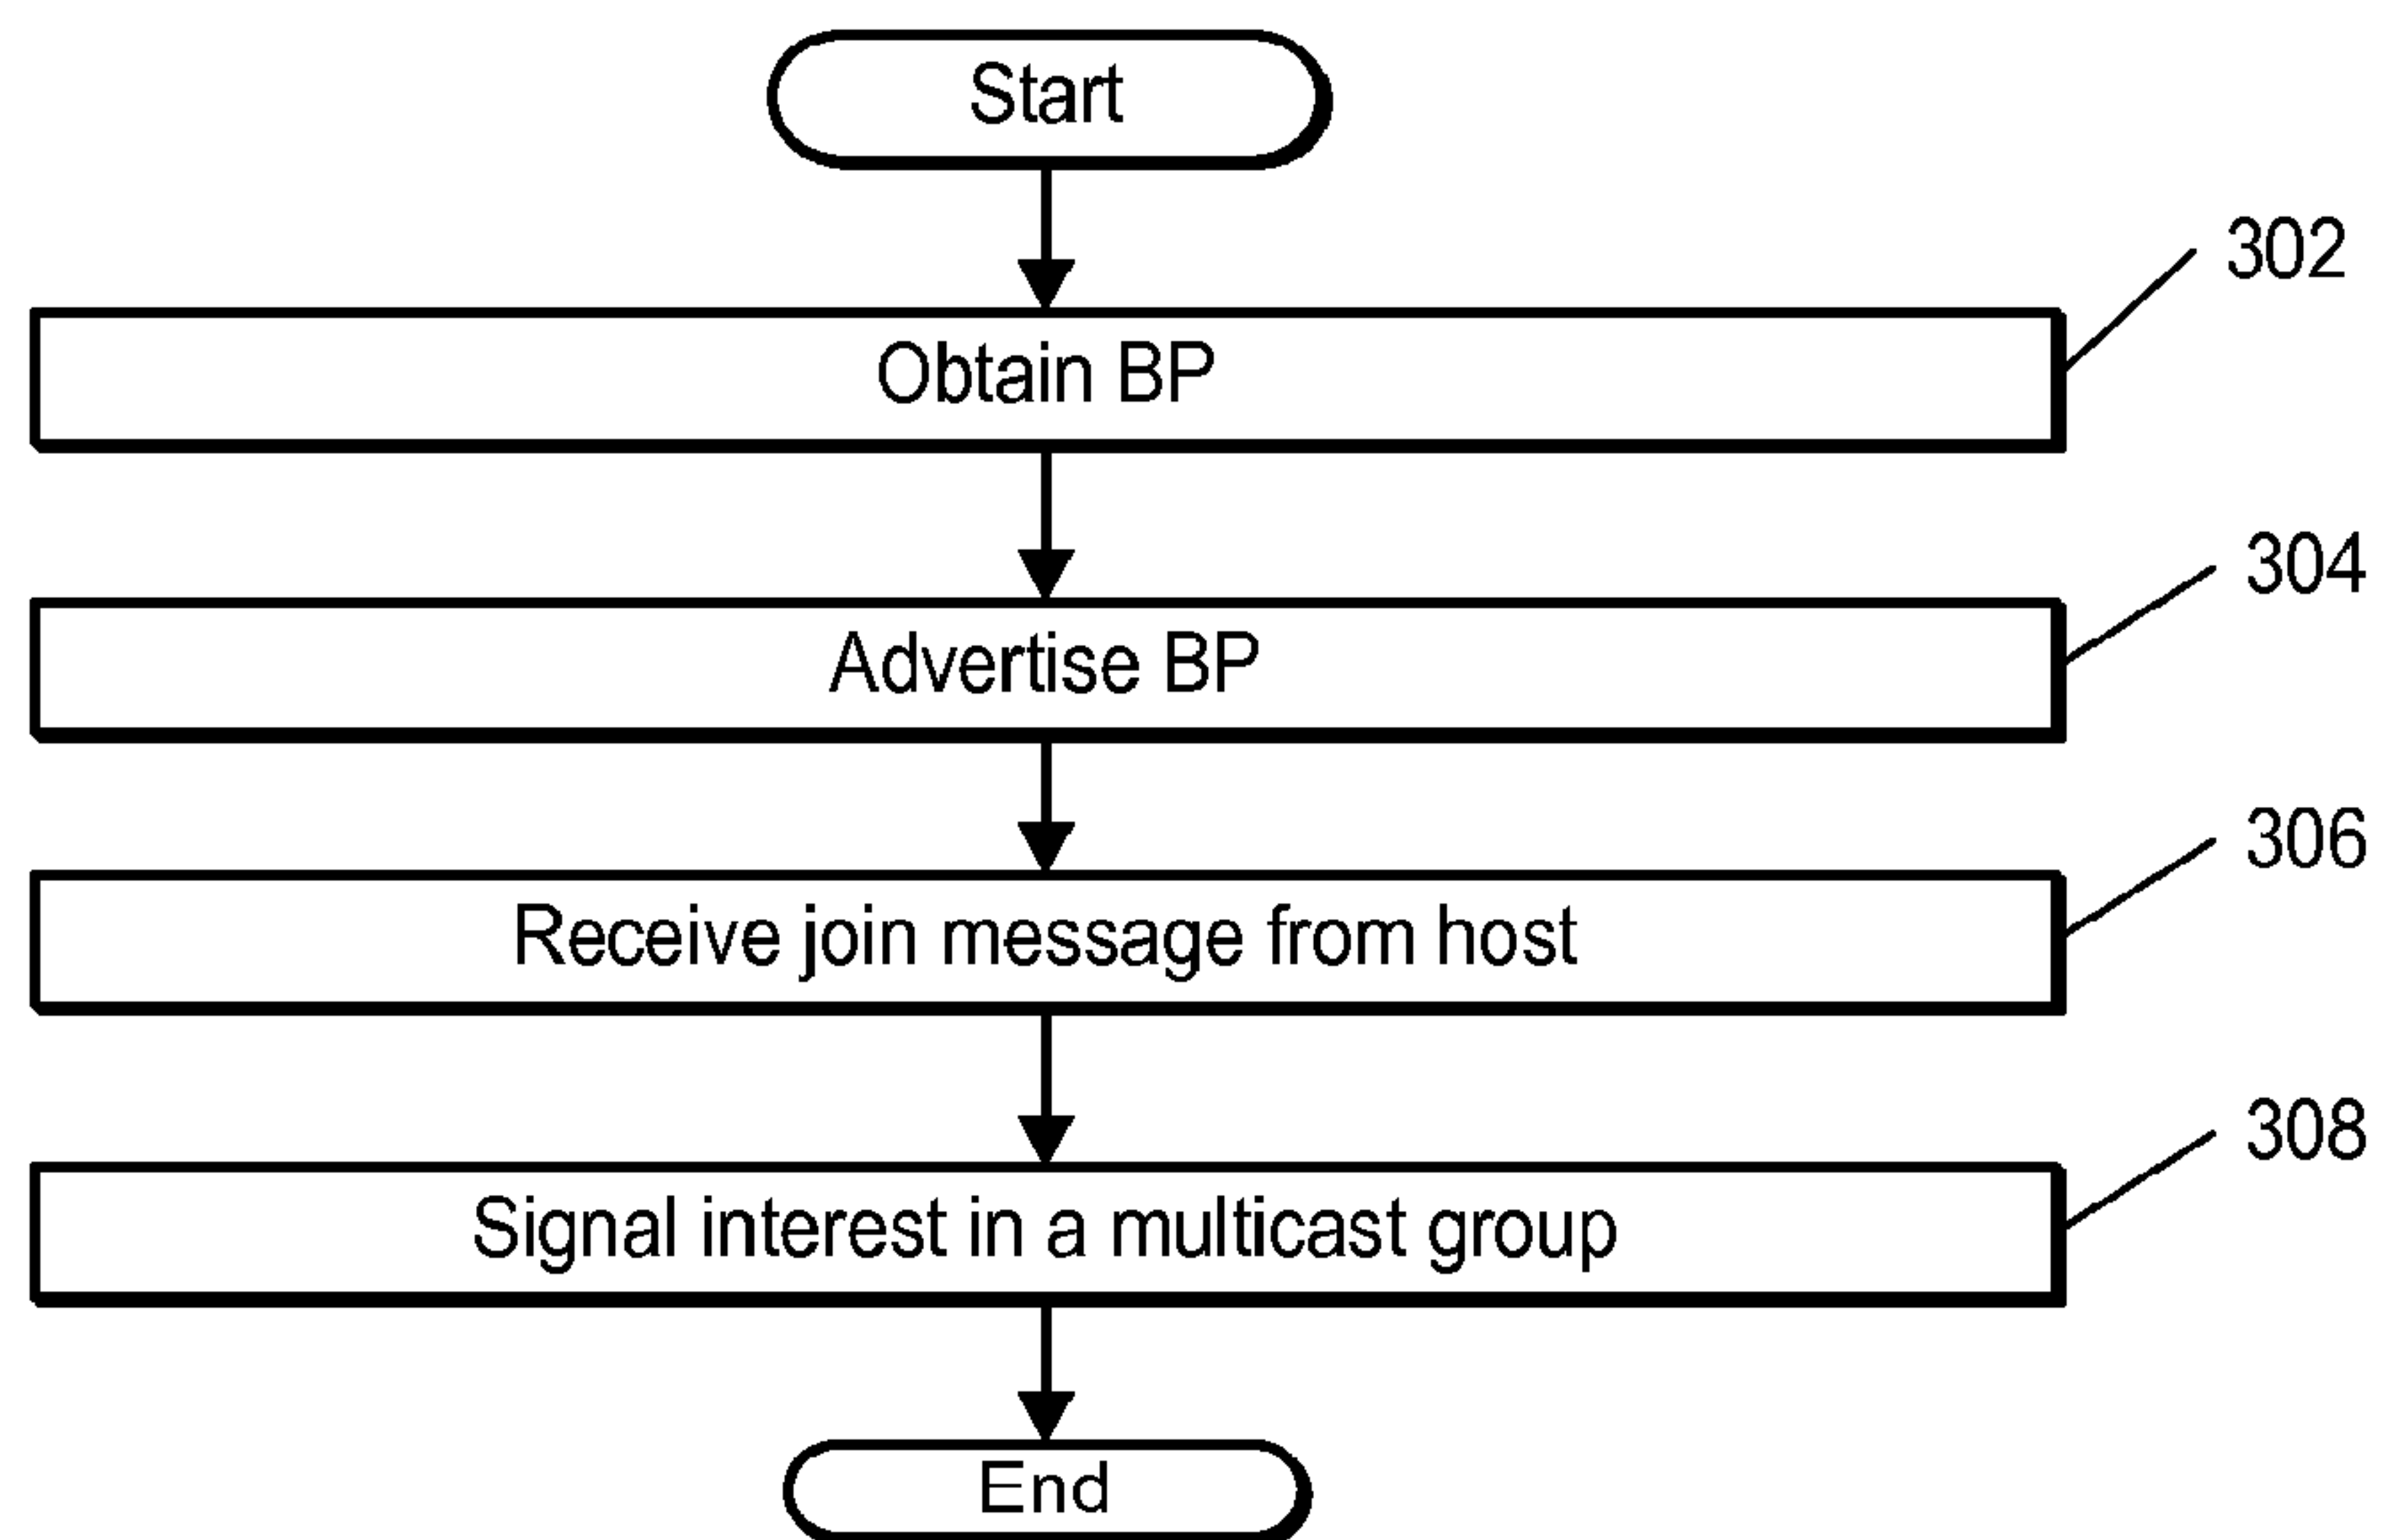 Start
302
Obtain BP
304
Advertise BP
306
Receive join message from host
308
Signal interest in a multicast group
End